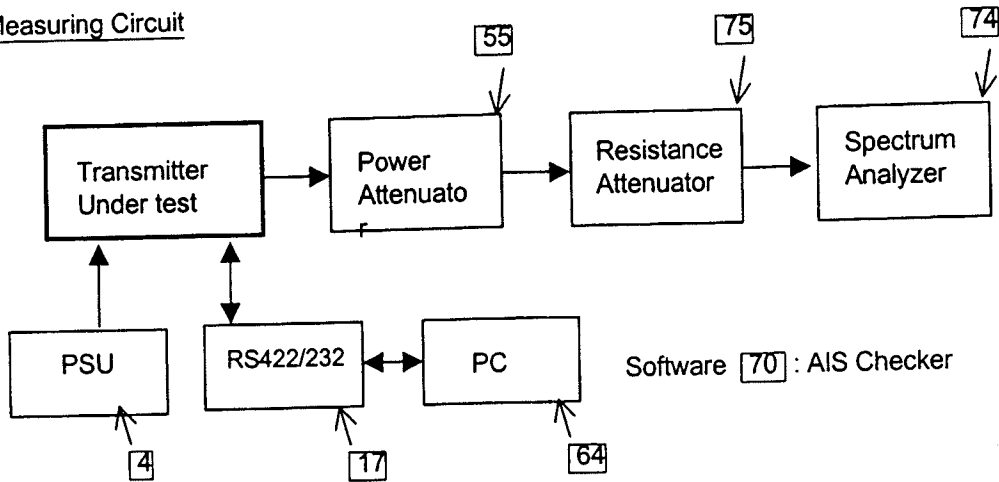 Measuring Circuit
55
75
74
Transmitter
Under test
Power
Attenuato
r
Resistance
Attenuator
Spectrum
Analyzer
PSU
RS422/232
PC
Software 70 : AIS Checker
4
17
64